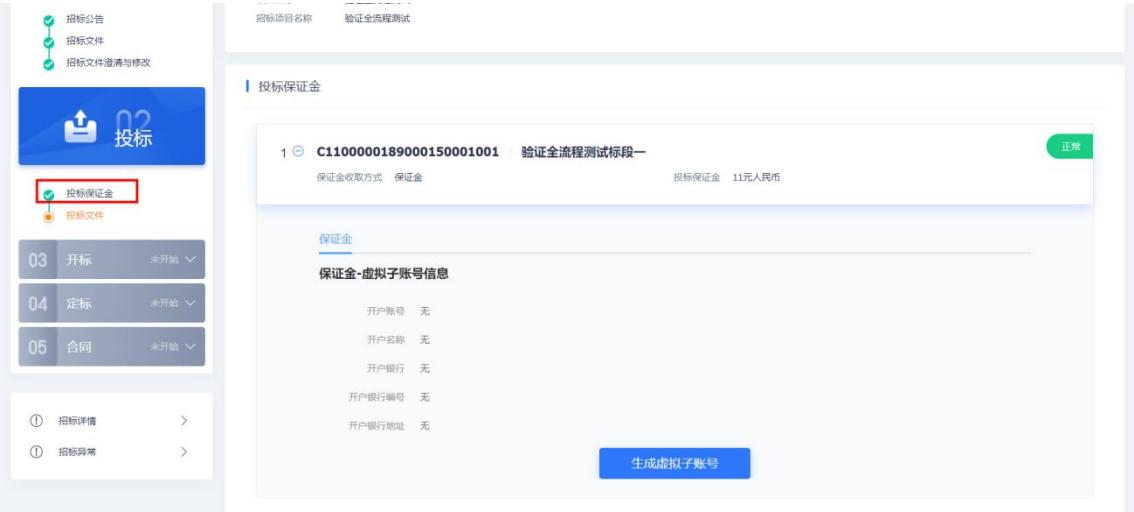 招标公告
招标文件
招标文件澄清与修改
02
投标
投标保证金
投标文件
03 开标 未开始
04 定标 未开始
05 合同 未开始
招标详情
招标异常
招标项目名称 验证全流程测试
投标保证金
1 C1100000189000150001001 验证全流程测试标段一 正常
保证金收取方式 保证金 投标保证金 11元人民币
保证金
保证金-虚拟子账号信息
开户账号 无
开户名称 无
开户银行 无
开户银行编号 无
开户银行地址 无
生成虚拟子账号